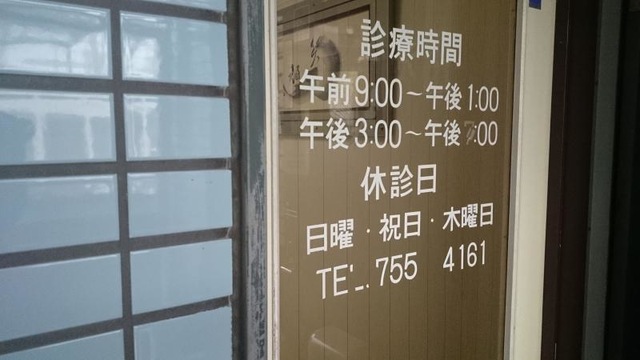 診療時間
午前9:00～午後1:00
午後3:00～午後7:00
休診日
日曜・祝日・木曜日
TEL.755 4161